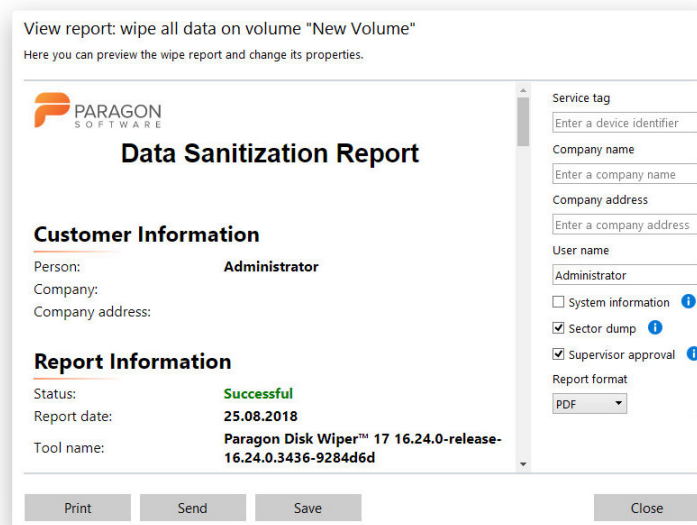 View report: wipe all data on volume "New Volume"
Here you can preview the wipe report and change its properties.
PARAGON
SOFTWARE
Data Sanitization Report
Customer Information
Person: Administrator
Company:
Company address:
Report Information
Status: Successful
Report date: 25.08.2018
Tool name: Paragon Disk Wiper™ 17 16.24.0-release-
16.24.0.3436-9284d6d
Service tag
Enter a device identifier
Company name
Enter a company name
Company address
Enter a company address
User name
Administrator
System information
Sector dump
Supervisor approval
Report format
PDF
Print Send Save Close